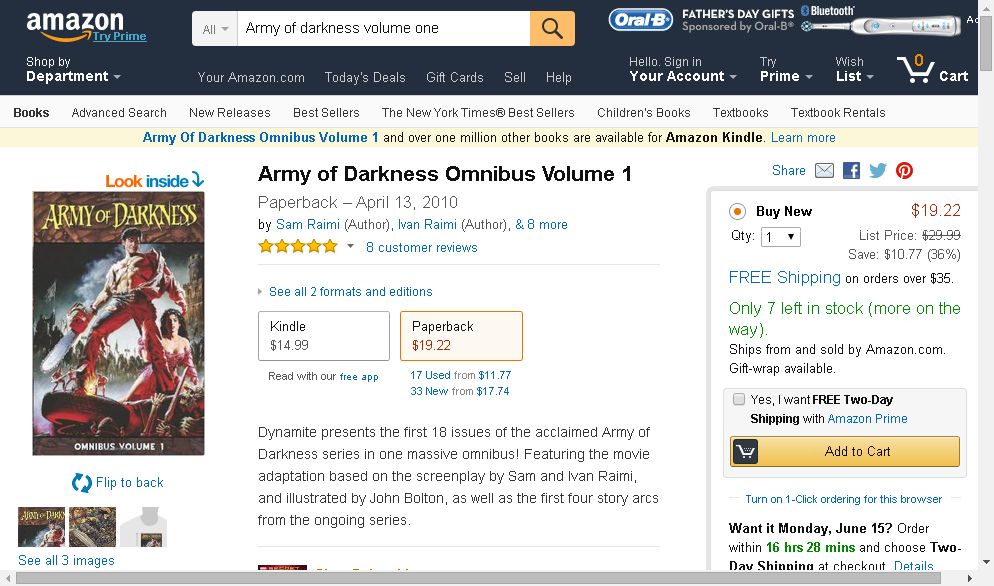 amazon
Try Prime
All
Army of darkness volume one
Oral-B
FATHER'S DAY GIFTS
Sponsored by Oral-B®
Bluetooth®
Shop by
Department
Your Amazon.com
Today's Deals
Gift Cards
Sell
Help
Hello. Sign in
Your Account
Try
Prime
Wish
List
0
Cart
Books
Advanced Search
New Releases
Best Sellers
The New York Times® Best Sellers
Children's Books
Textbooks
Textbook Rentals
Army Of Darkness Omnibus Volume 1 and over one million other books are available for Amazon Kindle. Learn more
Look inside
ARMY OF DARKNESS
OMNIBUS VOLUME 1
Flip to back
See all 3 images
Army of Darkness Omnibus Volume 1
Paperback – April 13, 2010
by Sam Raimi (Author), Ivan Raimi (Author), & 8 more
8 customer reviews
See all 2 formats and editions
Kindle
$14.99
Paperback
$19.22
Read with our free app
17 Used from $11.77
33 New from $17.74
Dynamite presents the first 18 issues of the acclaimed Army of
Darkness series in one massive omnibus! Featuring the movie
adaptation based on the screenplay by Sam and Ivan Raimi,
and illustrated by John Bolton, as well as the first four story arcs
from the ongoing series.
Share
Buy New
$19.22
Qty: 1
List Price: $29.99
Save: $10.77 (36%)
FREE Shipping on orders over $35.
Only 7 left in stock (more on the
way).
Ships from and sold by Amazon.com.
Gift-wrap available.
Yes, I want FREE Two-Day
Shipping with Amazon Prime
Add to Cart
Turn on 1-Click ordering for this browser
Want it Monday, June 15? Order
within 16 hrs 28 mins and choose Two-
Day Shipping at checkout. Details